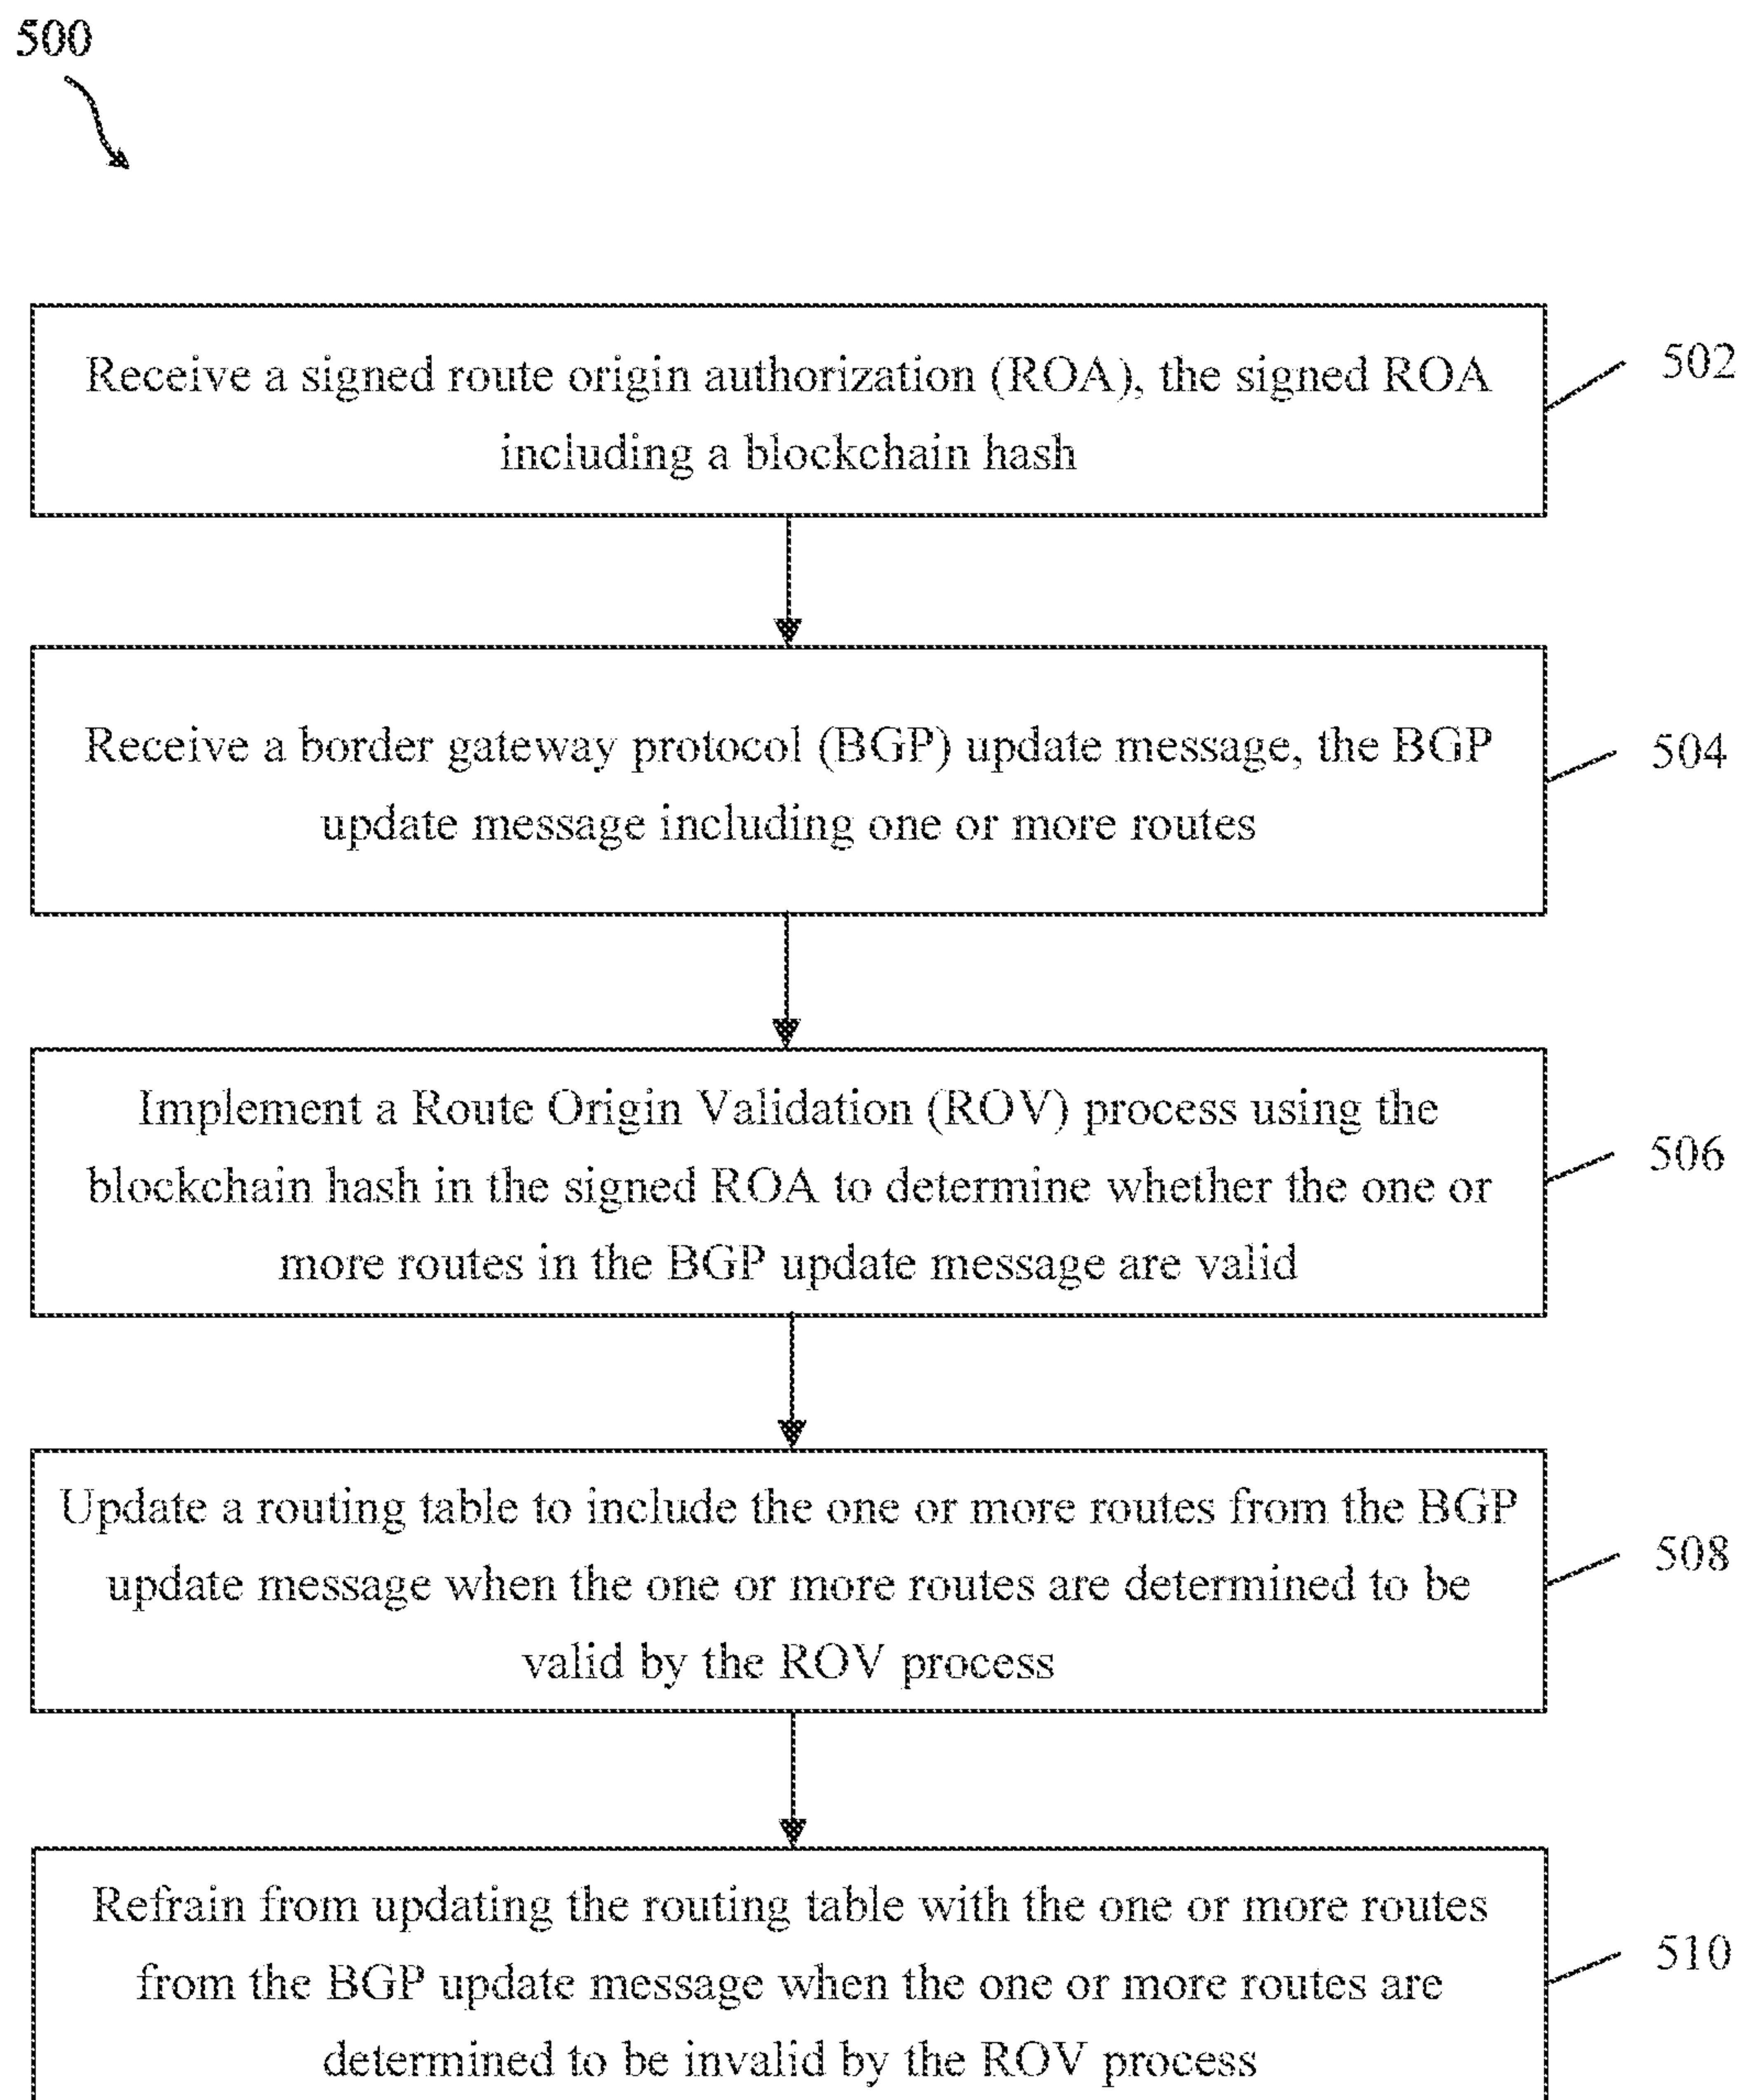 500
Receive a signed route origin authorization (ROA), the signed ROA
including a blockchain hash
502
Receive a border gateway protocol (BGP) update message, the BGP
update message including one or more routes
504
Implement a Route Origin Validation (ROV) process using the
blockchain hash in the signed ROA to determine whether the one or
more routes in the BGP update message are valid
506
Update a routing table to include the one or more routes from the BGP
update message when the one or more routes are determined to be
valid by the ROV process
508
Refrain from updating the routing table with the one or more routes
from the BGP update message when the one or more routes are
determined to be invalid by the ROV process
510